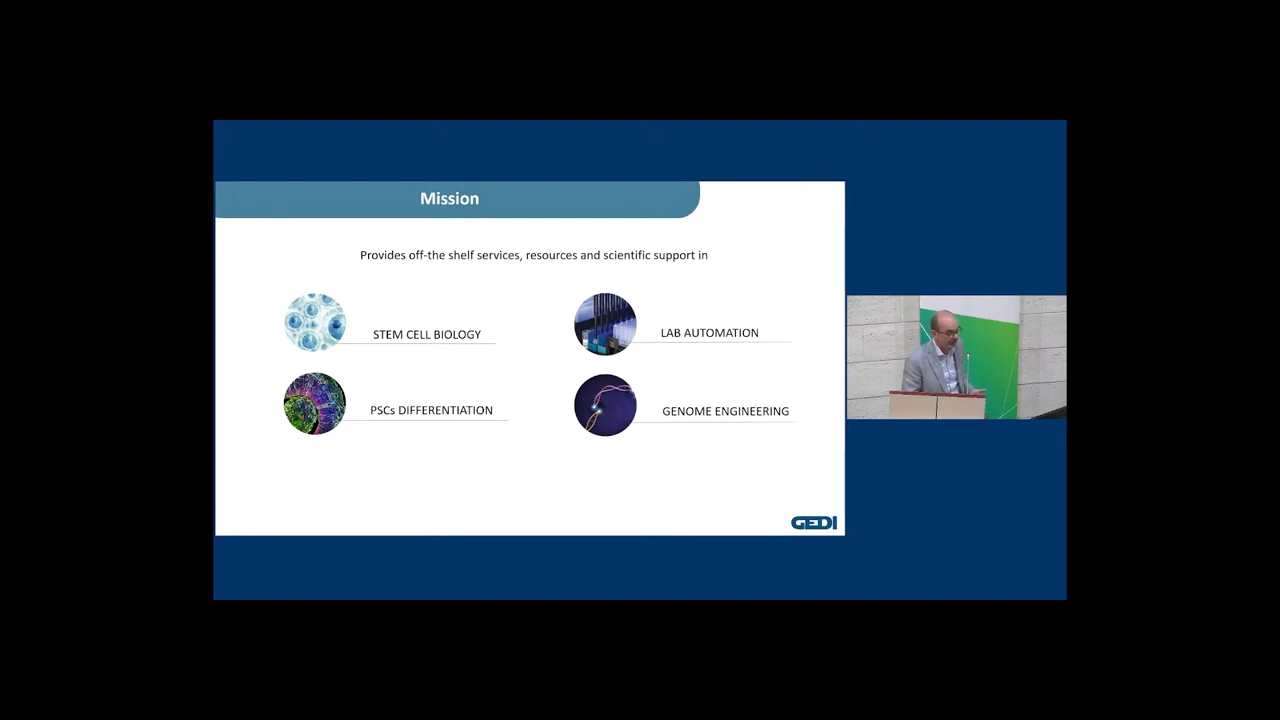 Mission
Provides off-the shelf services, resources and scientific support in
STEM CELL BIOLOGY
LAB AUTOMATION
PSCs DIFFERENTIATION
GENOME ENGINEERING
GEDI